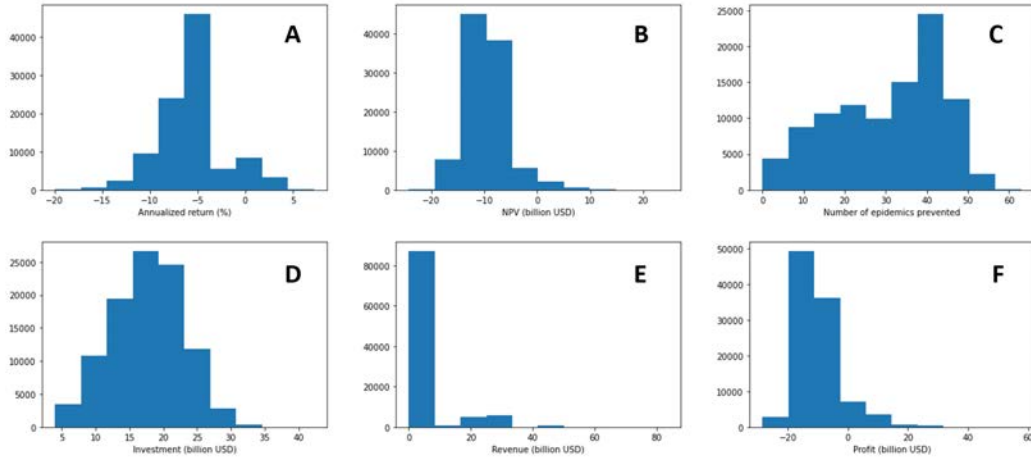 A
40000
30000
20000
10000
0
−20 −15 −10 −5 0 5
Annualized return (%)
B
40000
30000
20000
10000
0
−20 −10 0 10 20
NPV (billion USD)
C
25000
20000
15000
10000
5000
0
0 10 20 30 40 50 60
Number of epidemics prevented
D
25000
20000
15000
10000
5000
0
5 10 15 20 25 30 35 40
Investment (billion USD)
E
80000
60000
40000
20000
0
0 20 40 60 80
Revenue (billion USD)
F
50000
40000
30000
20000
10000
0
−20 0 20 40 60
Profit (billion USD)